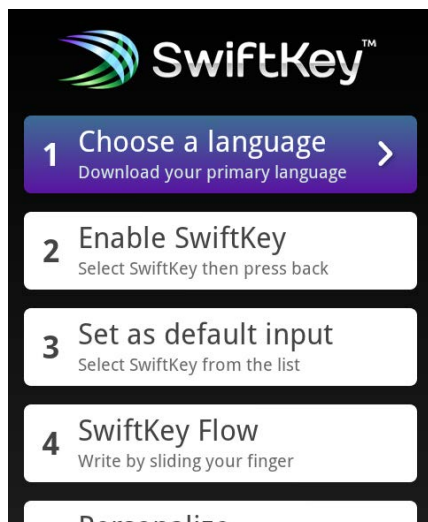 SwiftKey™
1
Choose a language
Download your primary language
2
Enable SwiftKey
Select SwiftKey then press back
3
Set as default input
Select SwiftKey from the list
4
SwiftKey Flow
Write by sliding your finger
Personalize